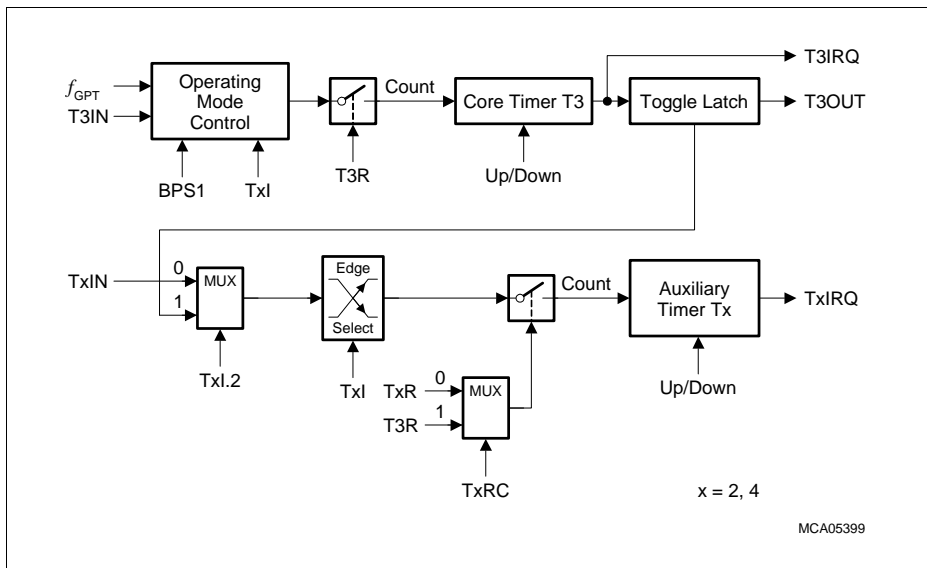 T3IRQ
f GPT
T3IN
Operating
Mode
Control
Count
Core Timer T3
Toggle Latch
T3OUT
BPS1
TxI
T3R
Up/Down
TxIN
0
1
MUX
TxI.2
Edge
Select
TxI
Count
Auxiliary
Timer Tx
TxIRQ
TxR
T3R
0
1
MUX
TxRC
Up/Down
x = 2, 4
MCA05399